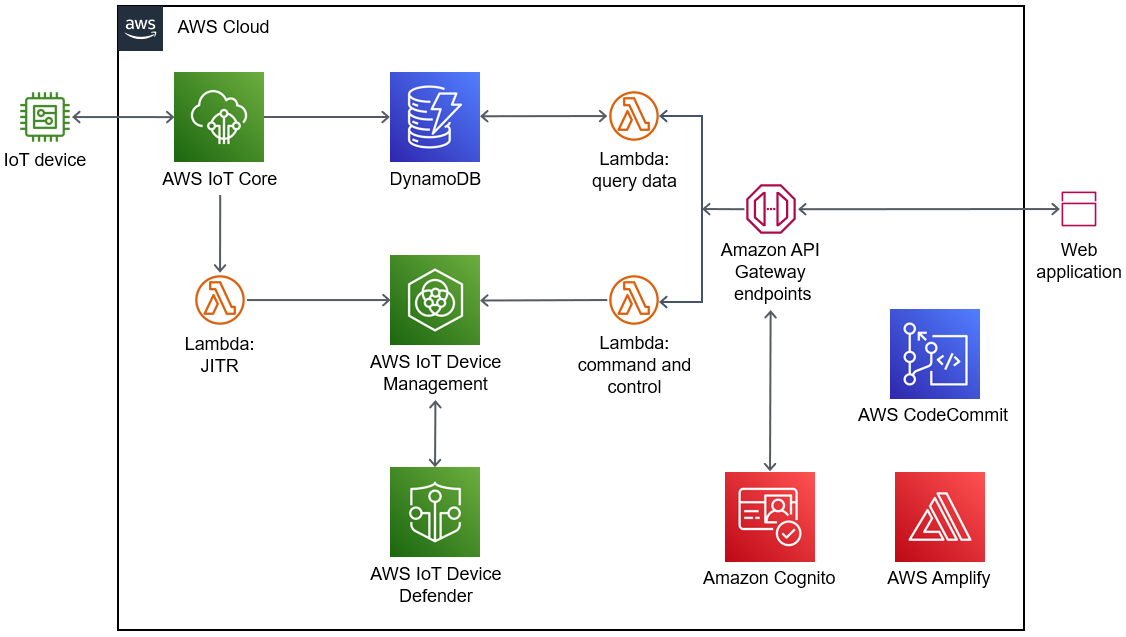 aws
AWS Cloud
IoT device
AWS IoT Core
DynamoDB
Lambda:
query data
Amazon API
Gateway
endpoints
Web
application
Lambda:
JITR
AWS IoT Device
Management
Lambda:
command and
control
</>
AWS CodeCommit
AWS IoT Device
Defender
Amazon Cognito
AWS Amplify